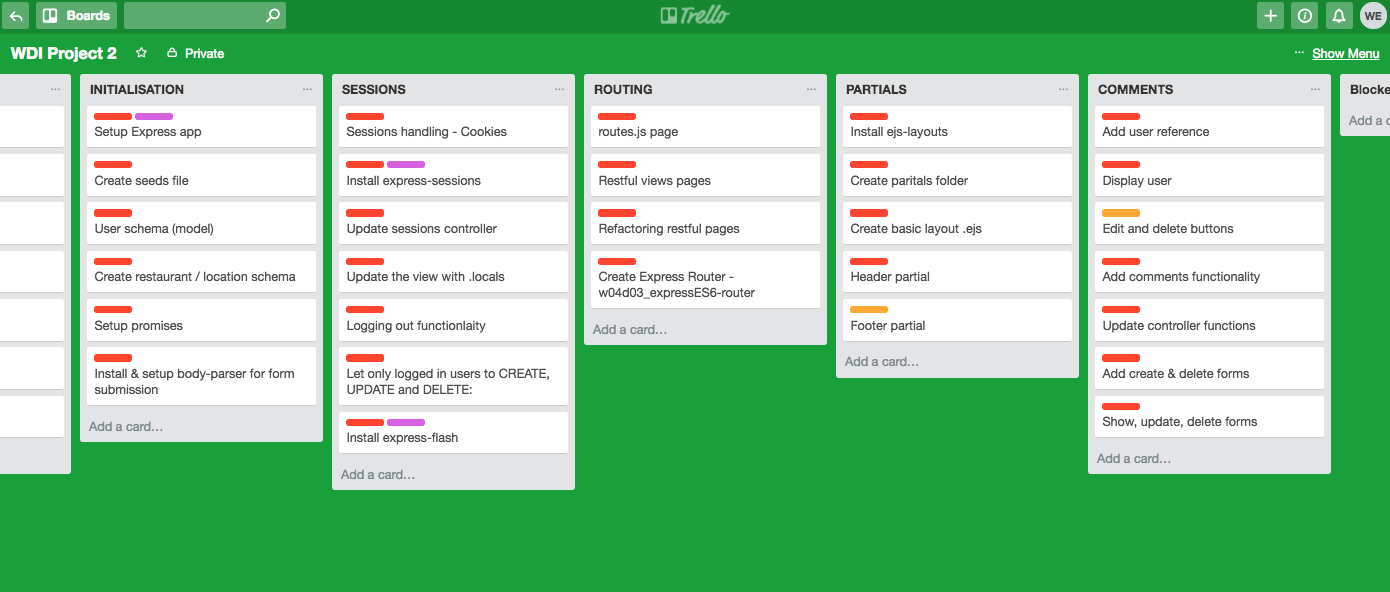 Boards
Trello
WE
WDI Project 2
Private
... Show Menu
INITIALISATION
Setup Express app
Create seeds file
User schema (model)
Create restaurant / location schema
Setup promises
Install & setup body-parser for form
submission
Add a card…
SESSIONS
Sessions handling - Cookies
Install express-sessions
Update sessions controller
Update the view with .locals
Logging out functionlaity
Let only logged in users to CREATE,
UPDATE and DELETE:
Install express-flash
Add a card…
ROUTING
routes.js page
Restful views pages
Refactoring restful pages
Create Express Router -
w04d03_expressES6-router
Add a card…
PARTIALS
Install ejs-layouts
Create paritals folder
Create basic layout .ejs
Header partial
Footer partial
Add a card…
COMMENTS
Add user reference
Display user
Edit and delete buttons
Add comments functionality
Update controller functions
Add create & delete forms
Show, update, delete forms
Add a card…
Blocke
Add a c